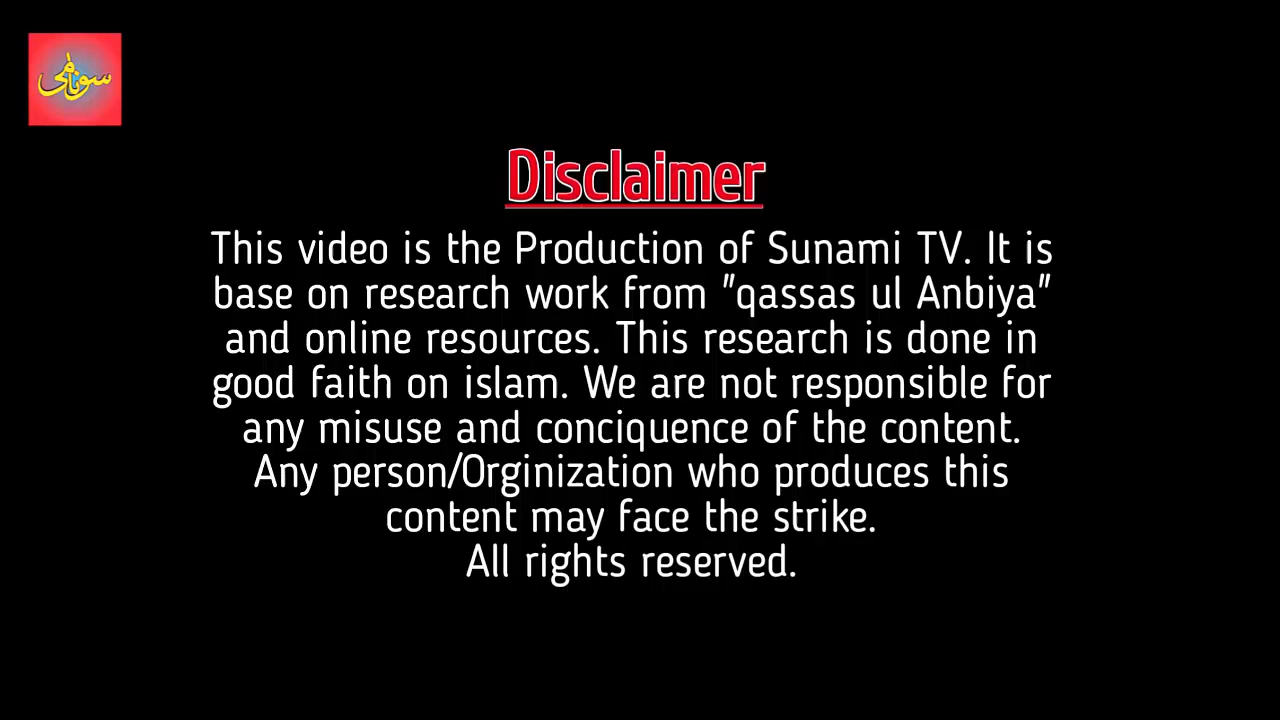 سونامی
Disclaimer
This video is the Production of Sunami TV. It is
base on research work from "qassas ul Anbiya"
and online resources. This research is done in
good faith on islam. We are not responsible for
any misuse and conciquence of the content.
Any person/Orginization who produces this
content may face the strike.
All rights reserved.